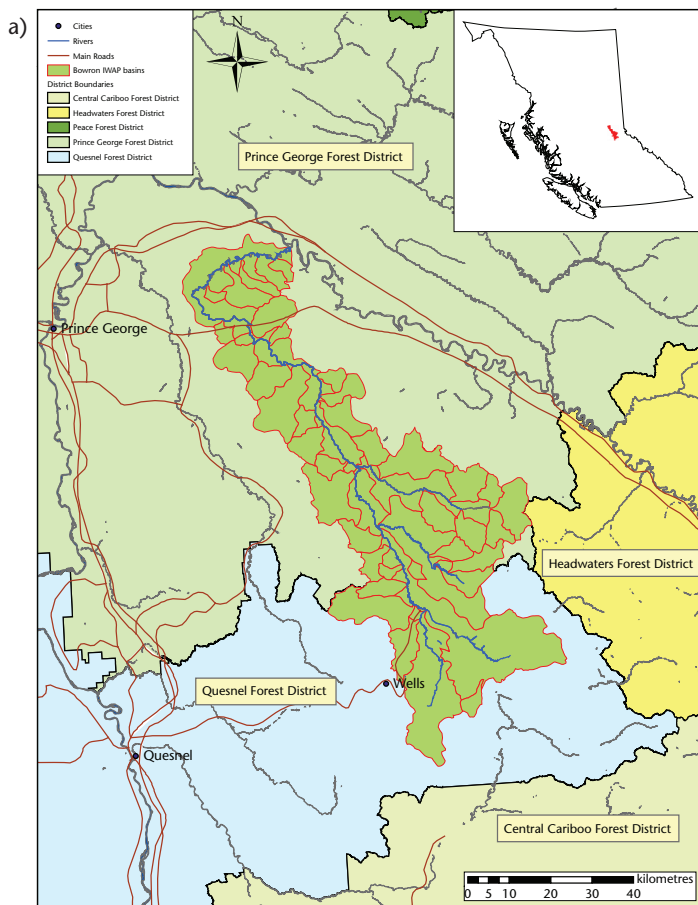 a)
Cities
Rivers
Main Roads
Bowron IWAP basins
District Boundaries
Central Cariboo Forest District
Headwaters Forest District
Peace Forest District
Prince George Forest District
Quesnel Forest District
N
Prince George Forest District
Prince George
Headwaters Forest District
Quesnel Forest District
Wells
Quesnel
Central Cariboo Forest District
kilometres
0 5 10 20 30 40